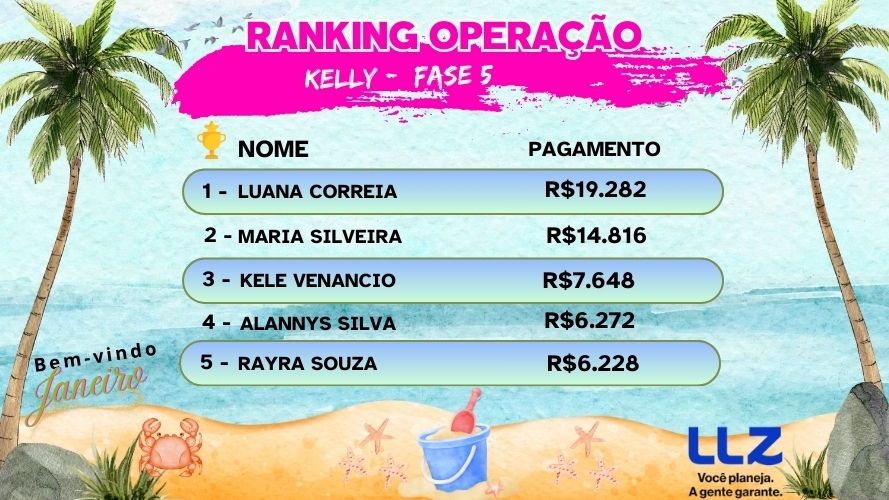 RANKING OPERAÇÃO
KELLY - FASE 5
NOME PAGAMENTO
1 - LUANA CORREIA R$19.282
2 - MARIA SILVEIRA R$14.816
3 - KELE VENANCIO R$7.648
4 - ALANNYS SILVA R$6.272
5 - RAYRA SOUZA R$6.228
Bem-vindo
Janeiro
LLZ
Você planeja.
A gente garante.